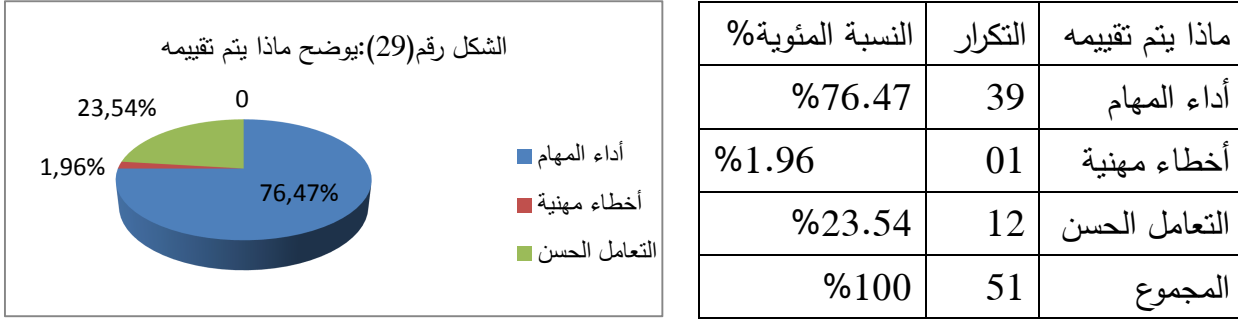 ماذا يتم تقييمه	التكرار	النسبة المئوية%
أداء المهام	39	%76.47
أخطاء مهنية	01	%1.96
التعامل الحسن	12	%23.54
المجموع	51	%100
الشكل رقم(29):يوضح ماذا يتم تقييمه
0
23,54%
1,96%
76,47%
أداء المهام
أخطاء مهنية
التعامل الحسن